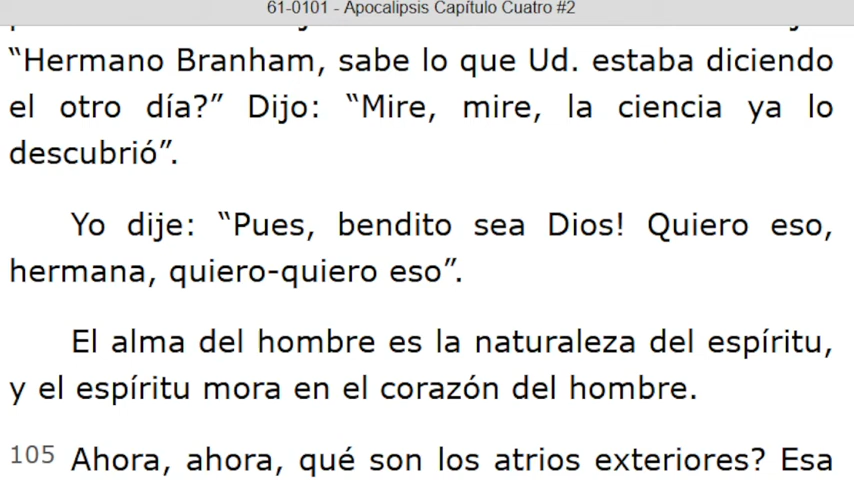 61-0101 - Apocalipsis Capítulo Cuatro #2
“Hermano Branham, sabe lo que Ud. estaba diciendo
el otro día?” Dijo: “Mire, mire, la ciencia ya lo
descubrió”.
Yo dije: “Pues, bendito sea Dios! Quiero eso,
hermana, quiero-quiero eso”.
El alma del hombre es la naturaleza del espíritu,
y el espíritu mora en el corazón del hombre.
105 Ahora, ahora, qué son los atrios exteriores? Esa